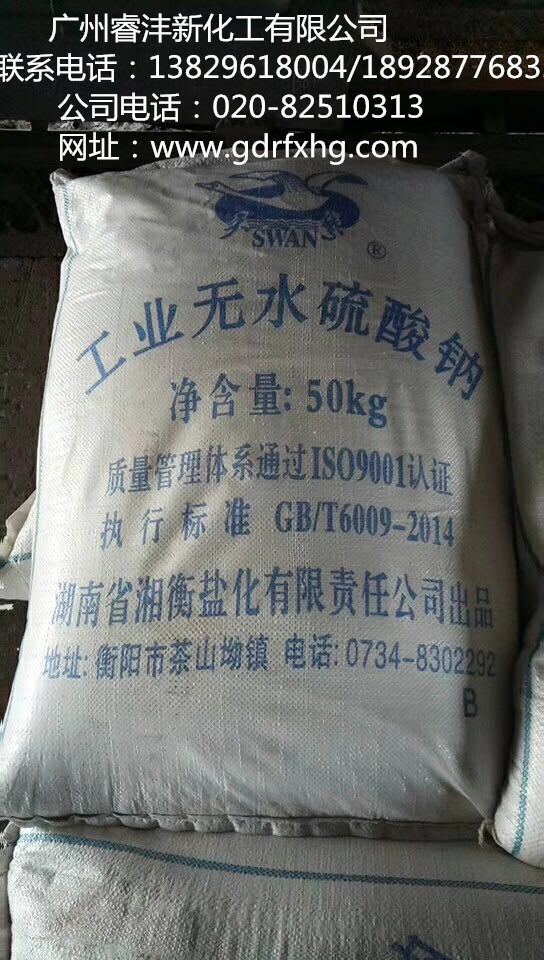 广州睿沣新化工有限公司
联系电话：13829618004/1892877683
公司电话：020-82510313
网址：www.gdrfxhg.com
SWAN
®
工业无水硫酸钠
净含量: 50kg
质量管理体系通过ISO9001认证
执行标准 GB/T6009-2014
湖南省湘衡盐化有限责任公司出品
地址: 衡阳市茶山坳镇 电话: 0734-8302292
B